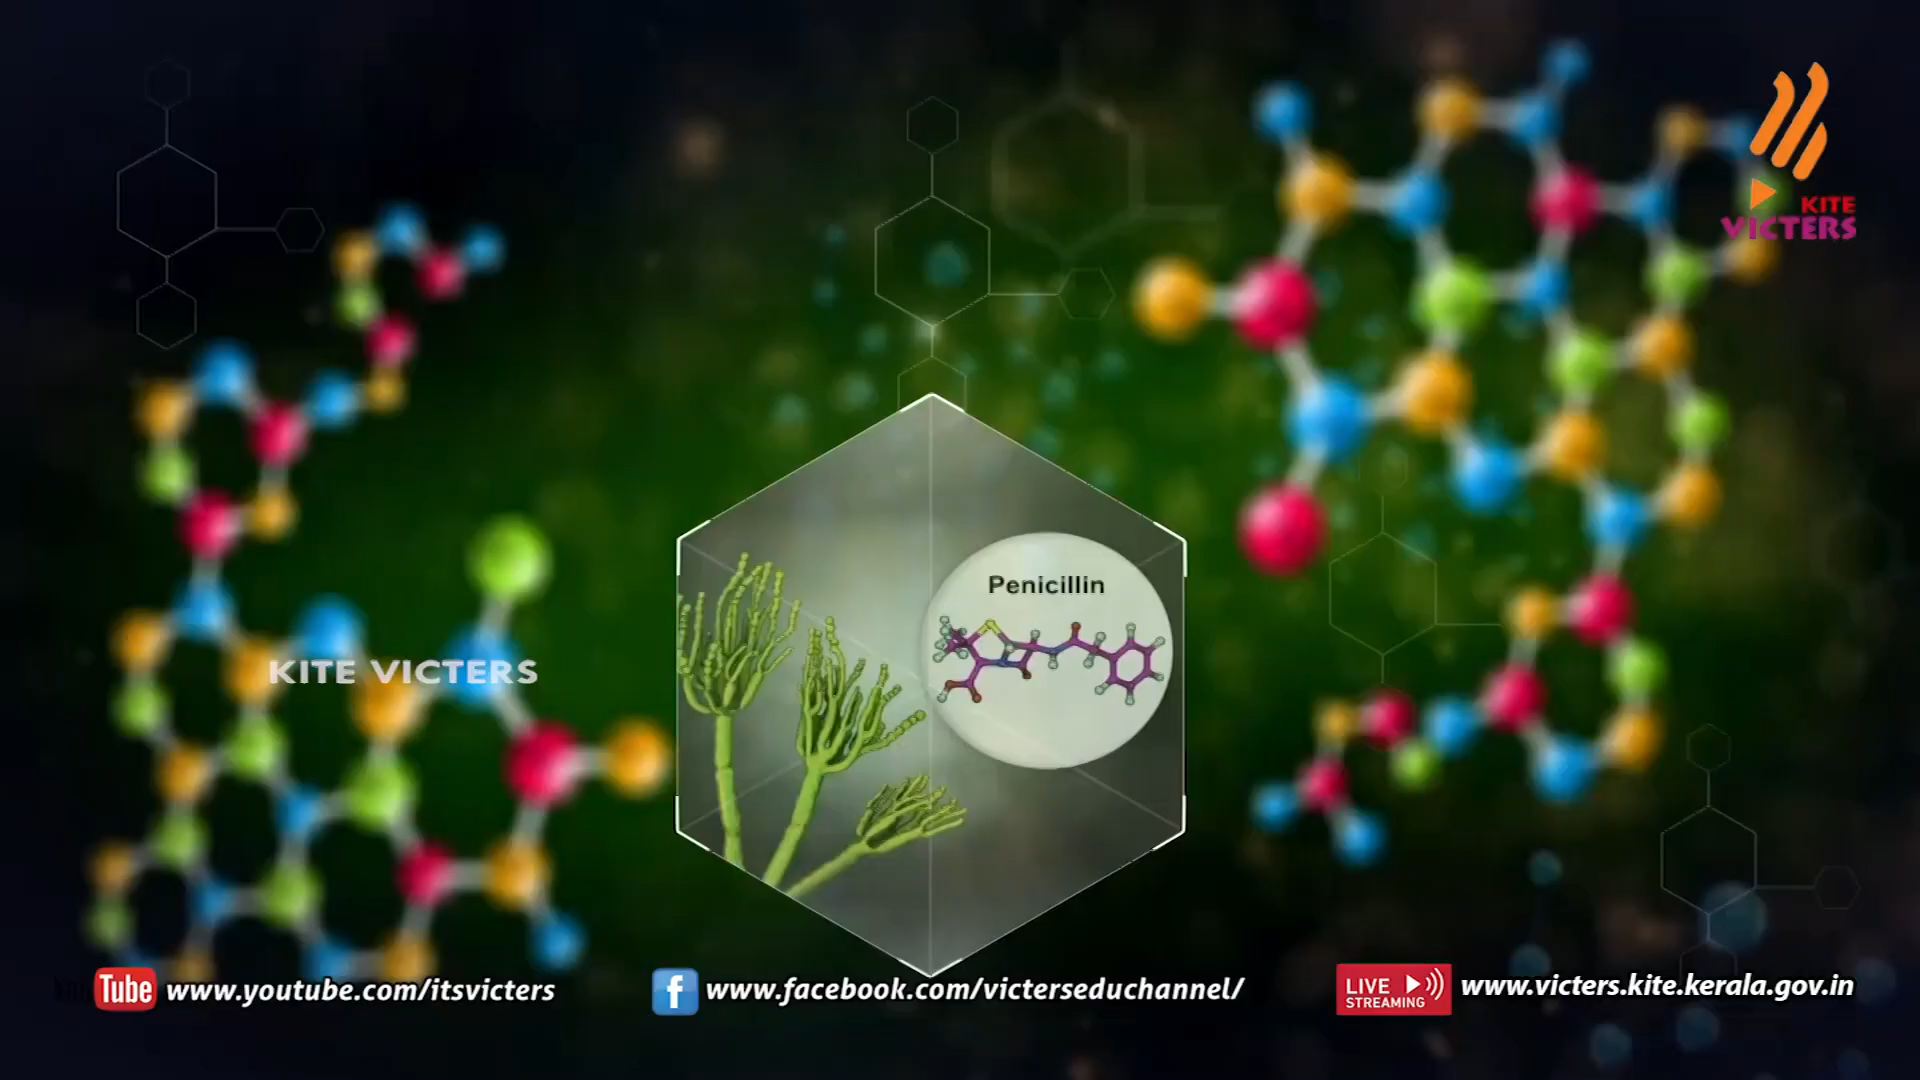 KITE
VICTERS
Penicillin
KITE VICTERS
Tube www.youtube.com/itsvicters
f www.facebook.com/victerseduchannel/
LIVE
STREAMING
www.victers.kite.kerala.gov.in